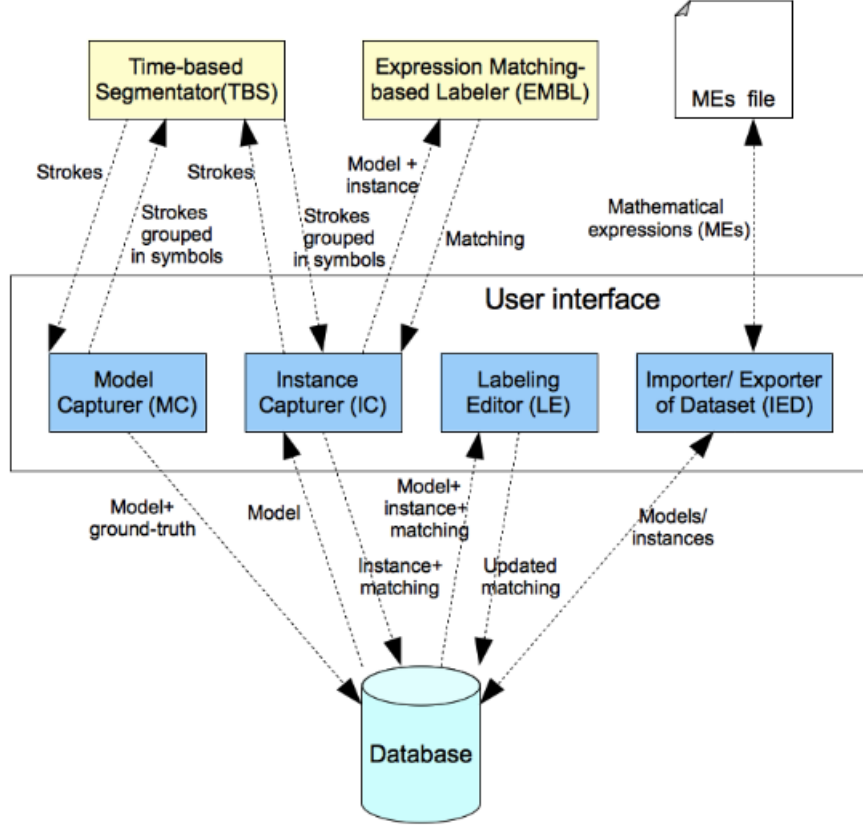 Time-based
Segmentator(TBS)
Expression Matching-
based Labeler (EMBL)
MEs file
Strokes
Strokes
grouped
in symbols
Strokes
Strokes
grouped
in symbols
Model +
instance
Matching
Mathematical
expressions (MEs)
User interface
Model
Capturer (MC)
Instance
Capturer (IC)
Labeling
Editor (LE)
Importer/ Exporter
of Dataset (IED)
Model+
ground-truth
Model
Instance+
matching
Model+
instance+
matching
Updated
matching
Models/
instances
Database